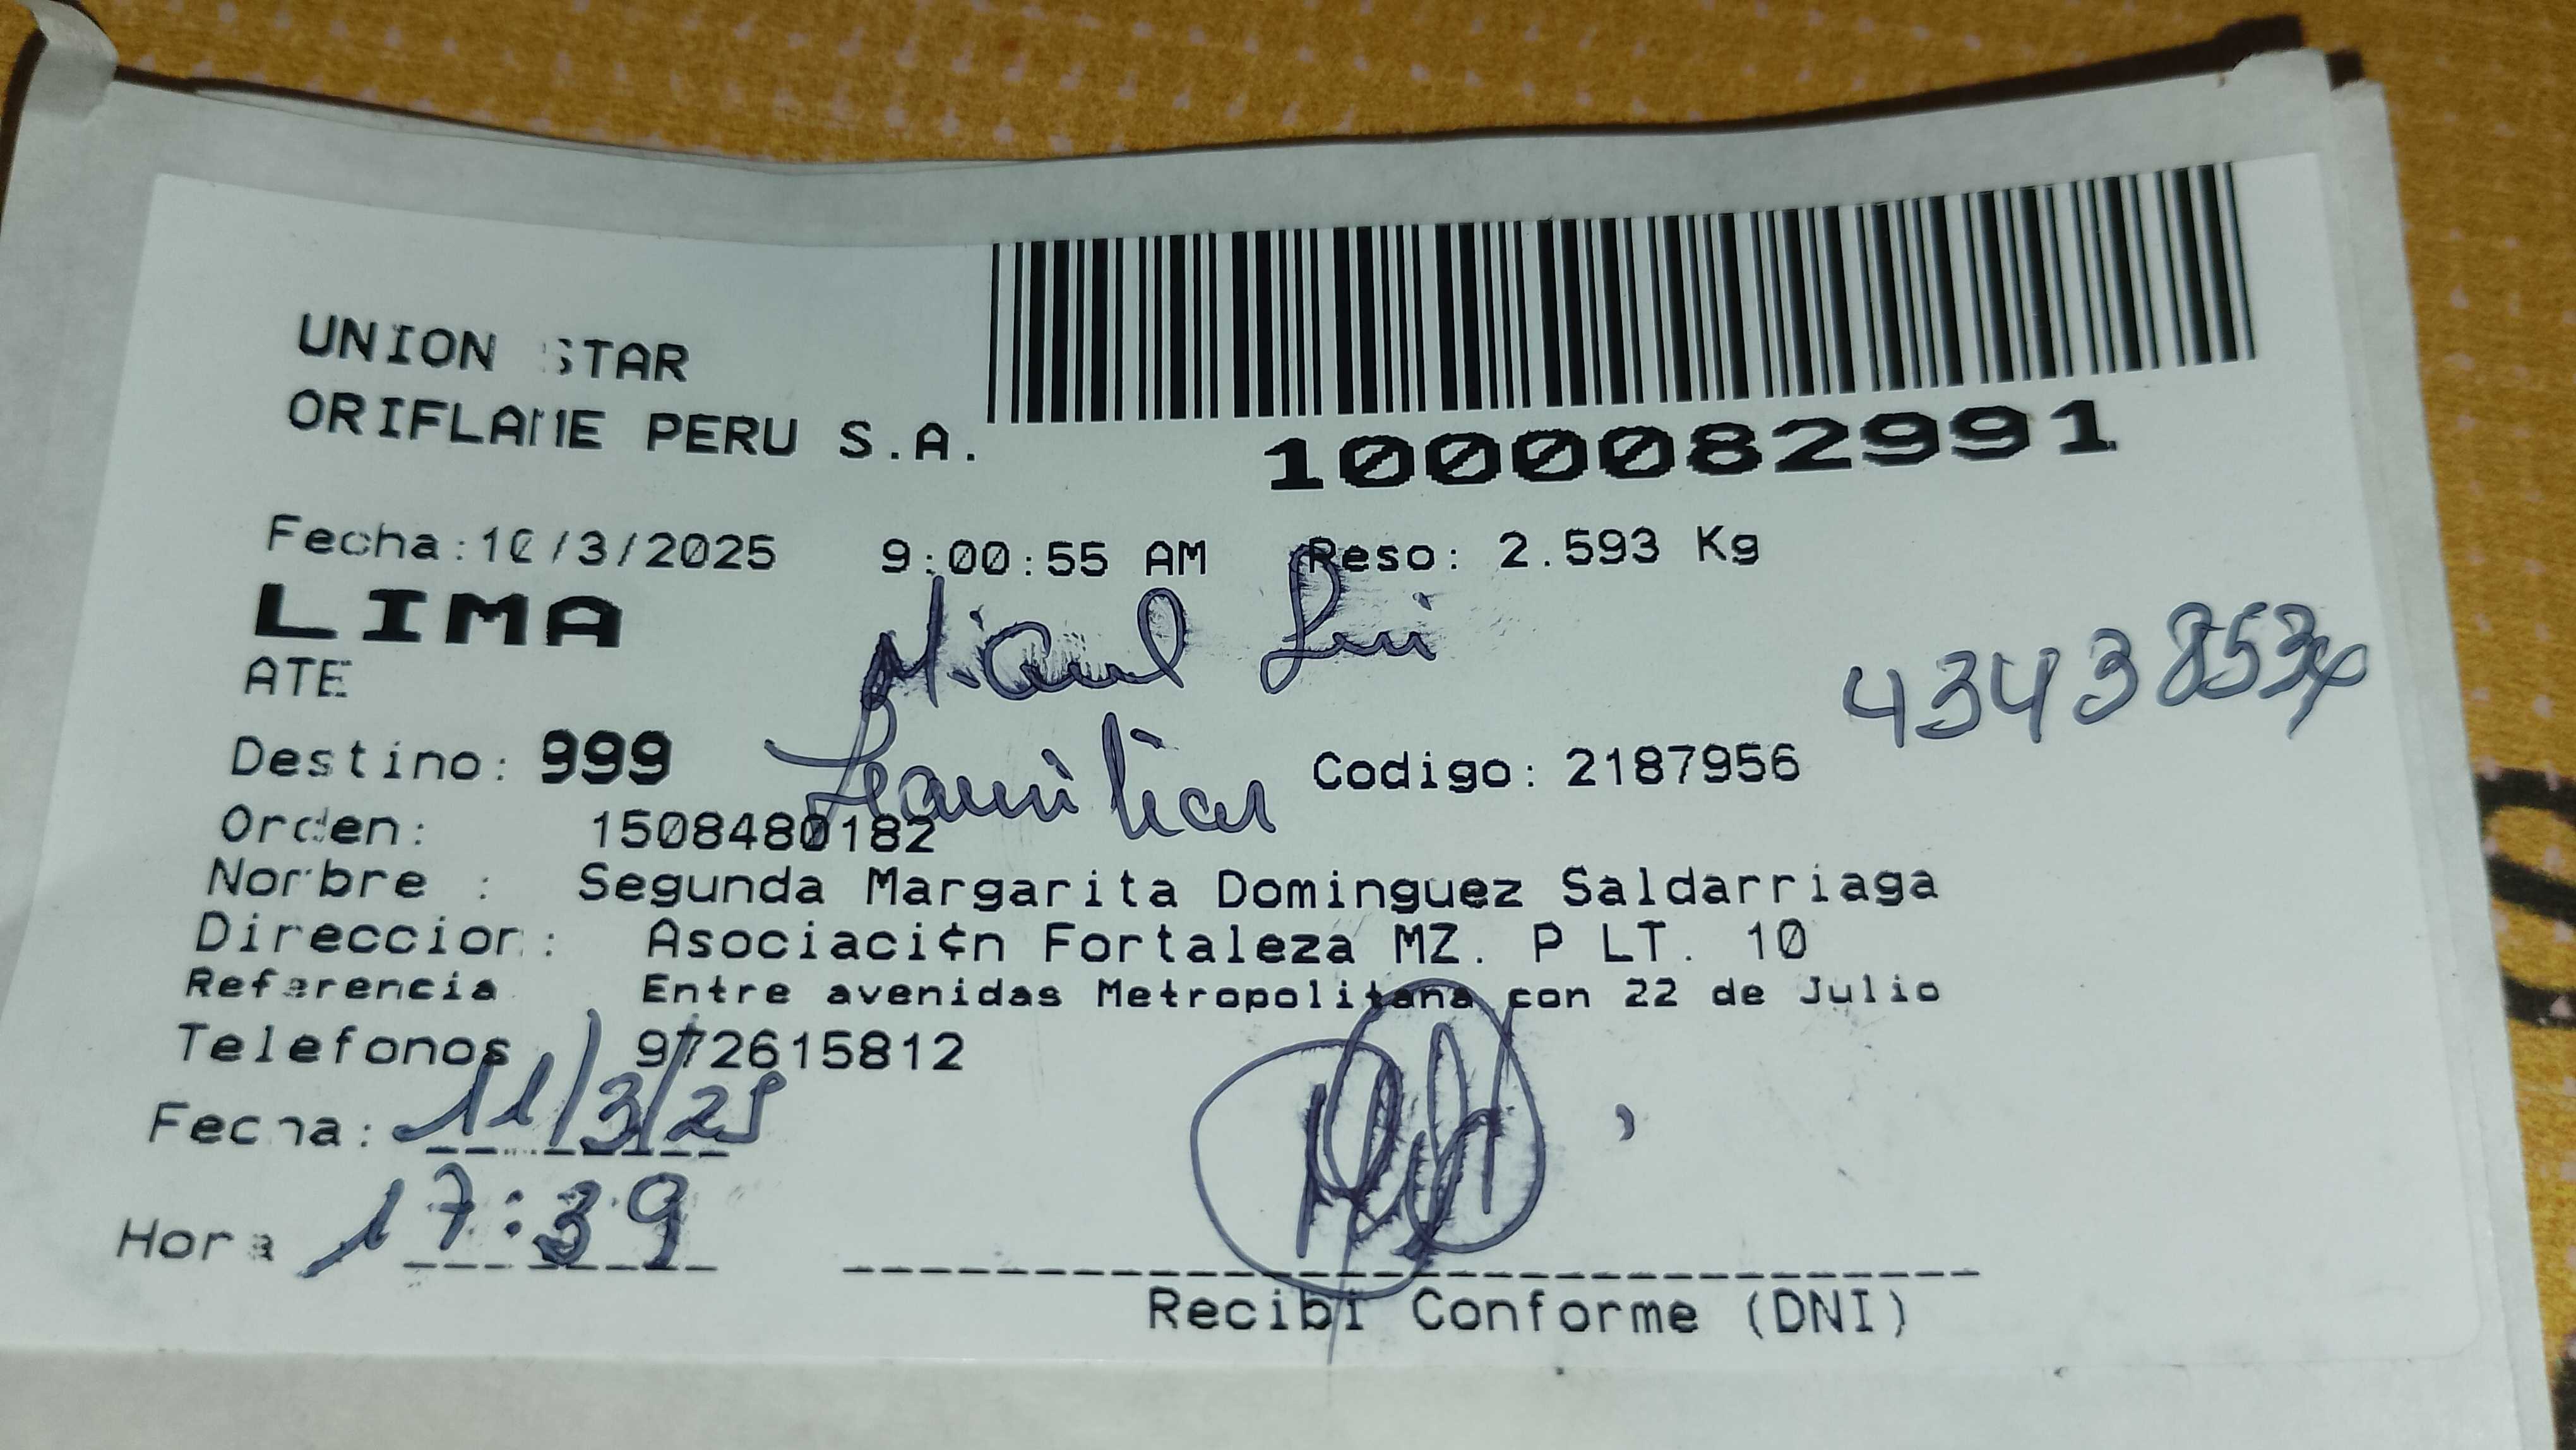 UNION STAR
ORIFLAME PERU S.A.
1000082991
Fecha:10/3/2025 9:00:55 AM Peso: 2.593 Kg
LIMA
ATE
43438534
Destino: 999 Familiar Codigo: 2187956
Orden: 1508480182
Nombre : Segunda Margarita Dominguez Saldarriaga
Direccion: Asociaci¢n Fortaleza MZ. P LT. 10
Referencia Entre avenidas Metropolitana con 22 de Julio
Telefonos 972615812
Fecha: 11/3/25
Hora 17:39
Recibi Conforme (DNI)